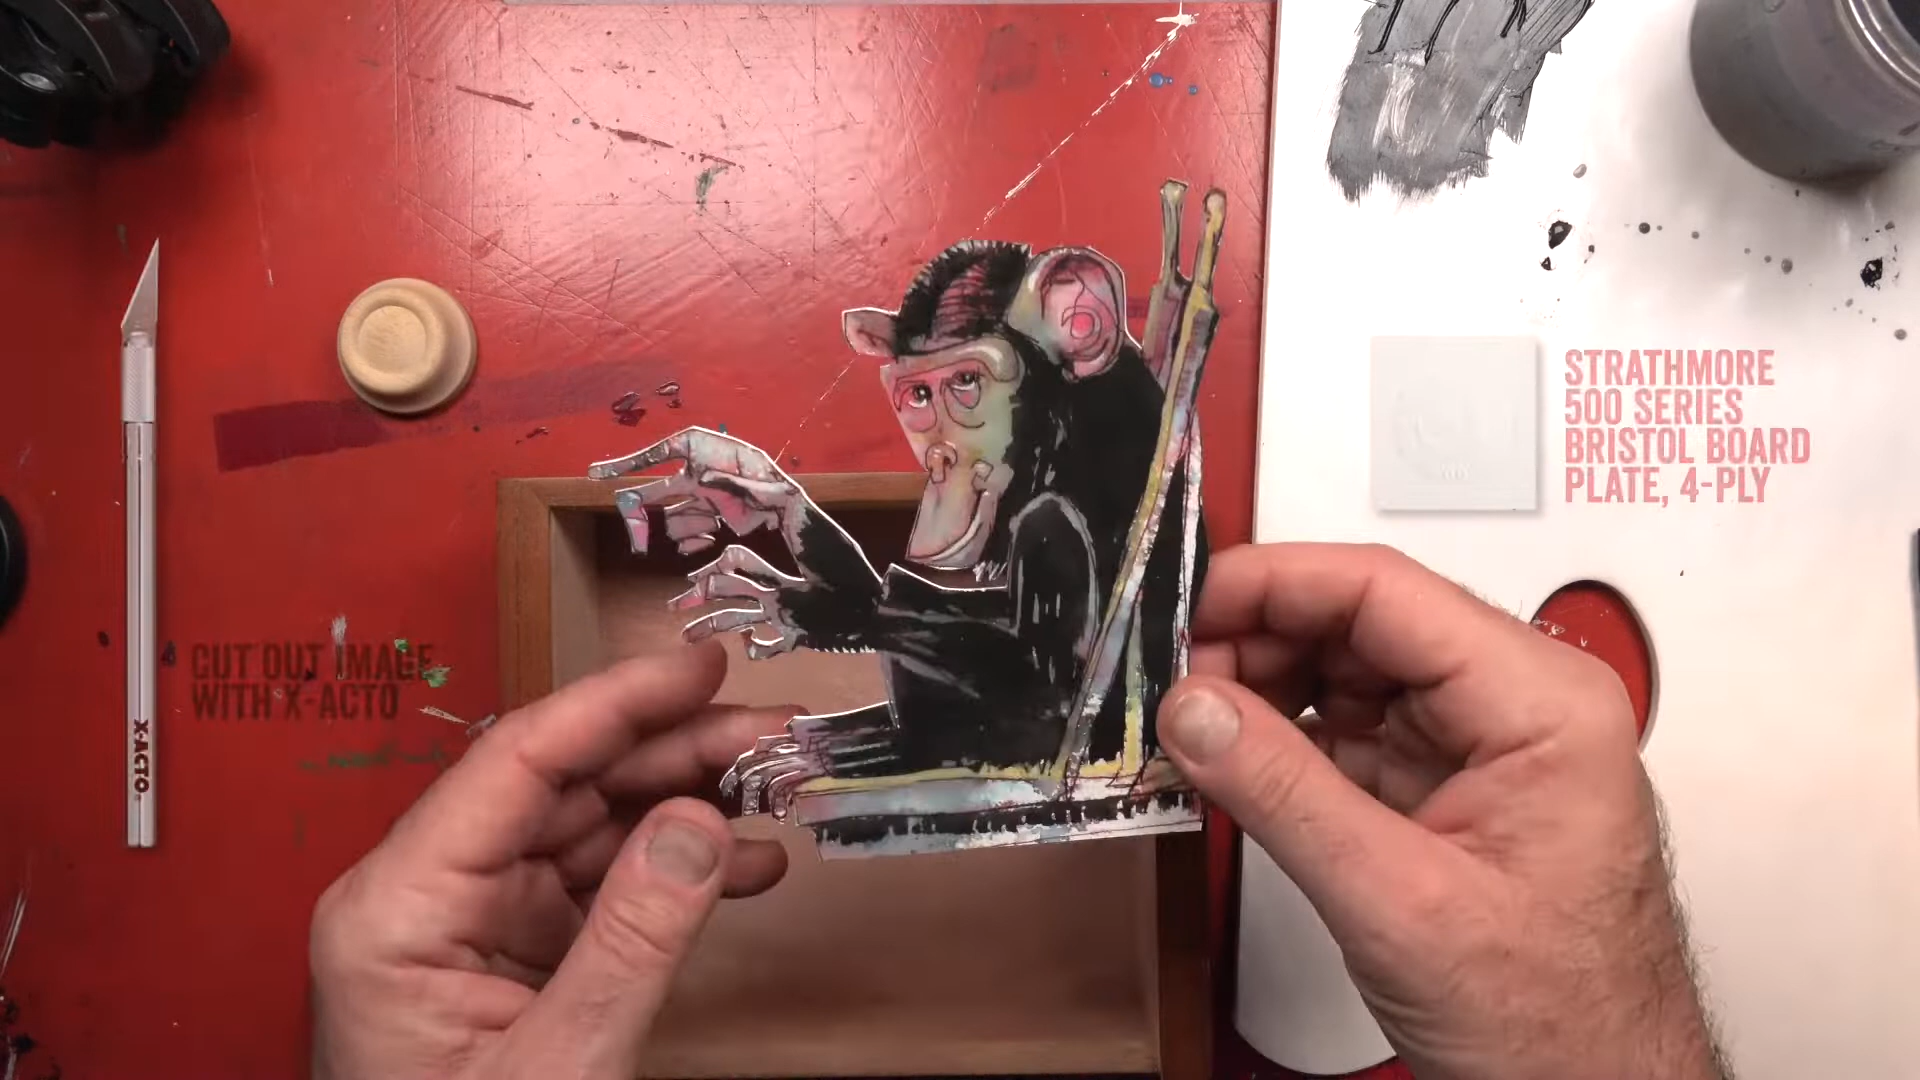 STRATHMORE
500 SERIES
BRISTOL BOARD
PLATE, 4-PLY
CUT OUT IMAGE
WITH X-ACTO
X-ACTO